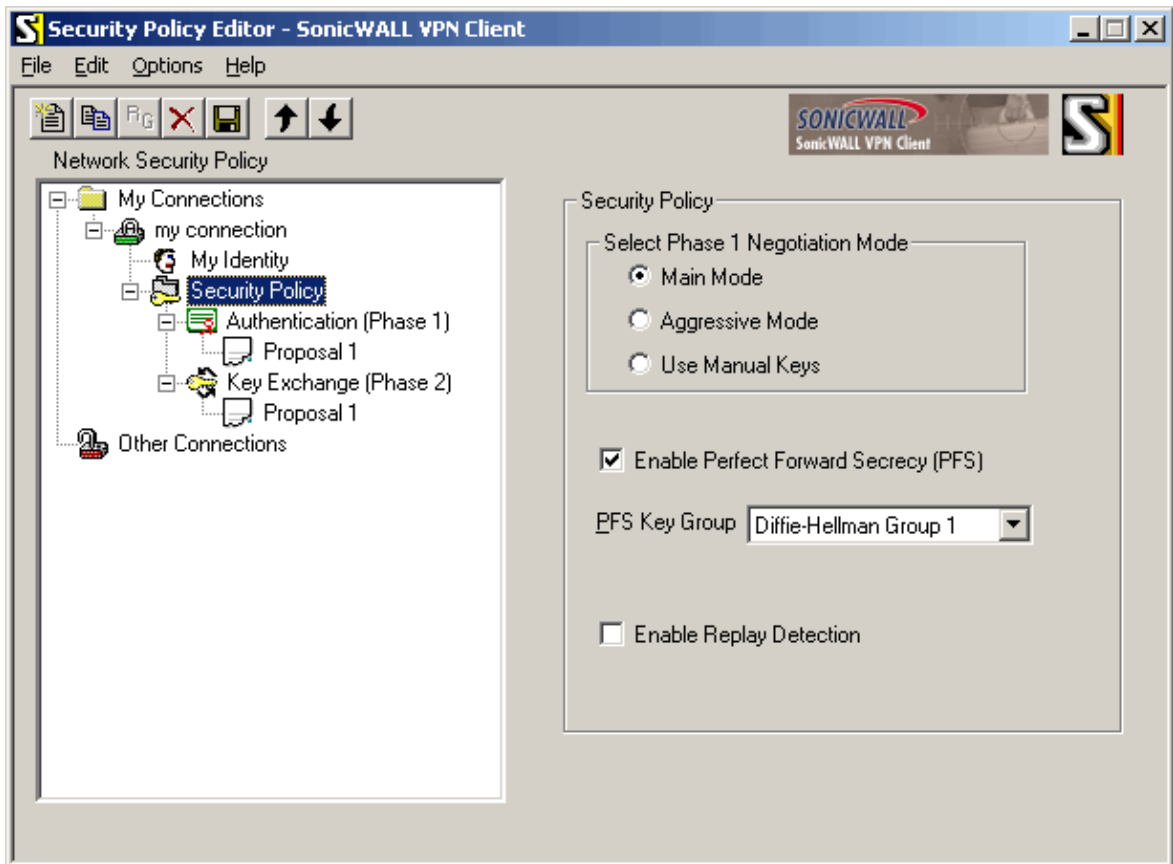 Security Policy Editor - SonicWALL VPN Client
File Edit Options Help
SONICWALL
SonicWALL VPN Client
S
Network Security Policy
My Connections
my connection
My Identity
Security Policy
Authentication (Phase 1)
Proposal 1
Key Exchange (Phase 2)
Proposal 1
Other Connections
Security Policy
Select Phase 1 Negotiation Mode
Main Mode
Aggressive Mode
Use Manual Keys
Enable Perfect Forward Secrecy (PFS)
PFS Key Group Diffie-Hellman Group 1
Enable Replay Detection